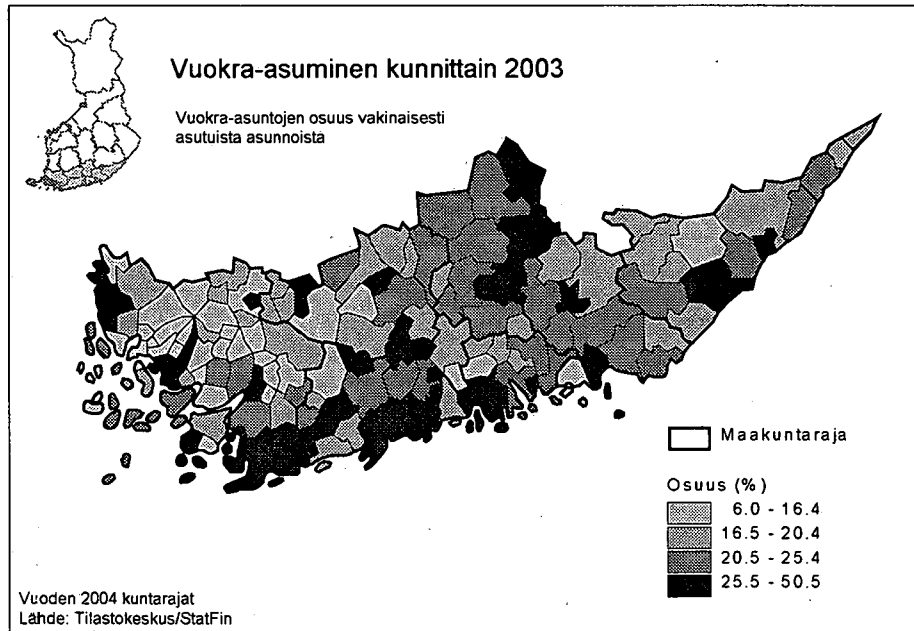 Vuokra-asuminen kunnittain 2003
Vuokra-asuntojen osuus vakinaisesti
asutuista asunnoista
Maakuntaraja
Osuus (%)
6.0 - 16.4
16.5 - 20.4
20.5 - 25.4
25.5 - 50.5
Vuoden 2004 kuntarajat
Lähde: Tilastokeskus/StatFin